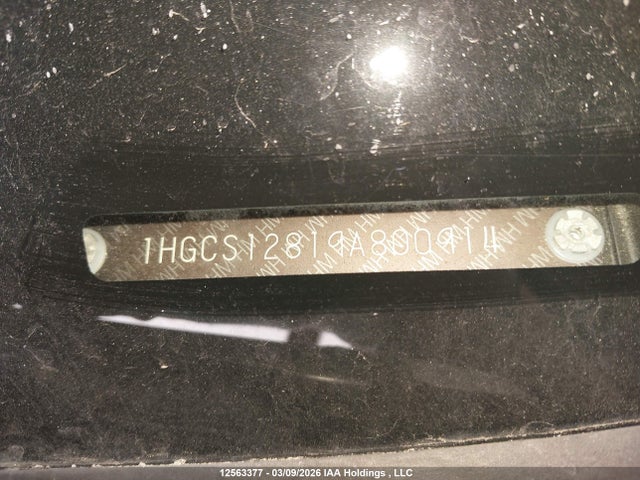 1HGCS12819A800914
12563377 - 03/09/2026 IAA Holdings , LLC